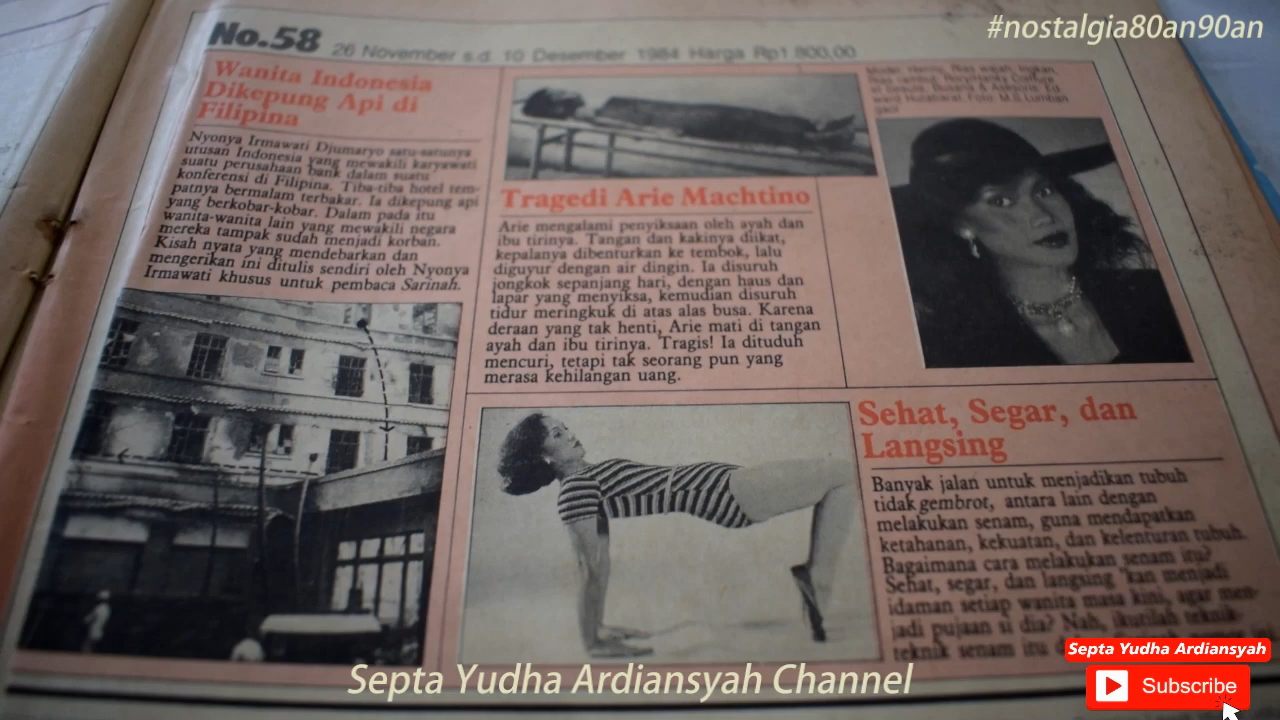 #nostalgia80an90an
No.58 26 November s.d 10 Desember 1984 Harga Rp1.800,00
Wanita Indonesia
Dikepung Api di
Filipina
Nyonya Irmawati Djumaryo satu-satunya
utusan Indonesia yang mewakili karyawati
suatu perusahaan bank dalam suatu
konferensi di Filipina. Tiba-tiba hotel tem-
patnya bermalam terbakar. Ia dikepung api
yang berkobar-kobar. Dalam pada itu
wanita-wanita lain yang mewakili negara
mereka tampak sudah menjadi korban.
Kisah nyata yang mendebarkan dan
mengerikan ini ditulis sendiri oleh Nyonya
Irmawati khusus untuk pembaca Sarinah.
Tragedi Arie Machtino
Arie mengalami penyiksaan oleh ayah dan
ibu tirinya. Tangan dan kakinya diikat,
kepalanya dibenturkan ke tembok, lalu
diguyur dengan air dingin. Ia disuruh
jongkok sepanjang hari, dengan haus dan
lapar yang menyiksa, kemudian disuruh
tidur meringkuk di atas alas busa. Karena
deraan yang tak henti, Arie mati di tangan
ayah dan ibu tirinya. Tragis! Ia dituduh
mencuri, tetapi tak seorang pun yang
merasa kehilangan uang.
Foto: M.S. Lumban
Sehat, Segar, dan
Langsing
Banyak jalan untuk menjadikan tubuh
tidak gembrot, antara lain dengan
melakukan senam, guna mendapatkan
ketahanan, kekuatan, dan kelenturan tubuh.
Bagaimana cara melakukan senam itu?
Sehat, segar, dan langsing kan menjadi
idaman setiap wanita masa kini, agar men-
jadi pujaan si dia? Nah, ikutilah teknik-
teknik senam itu
Septa Yudha Ardiansyah Channel
Septa Yudha Ardiansyah
Subscribe